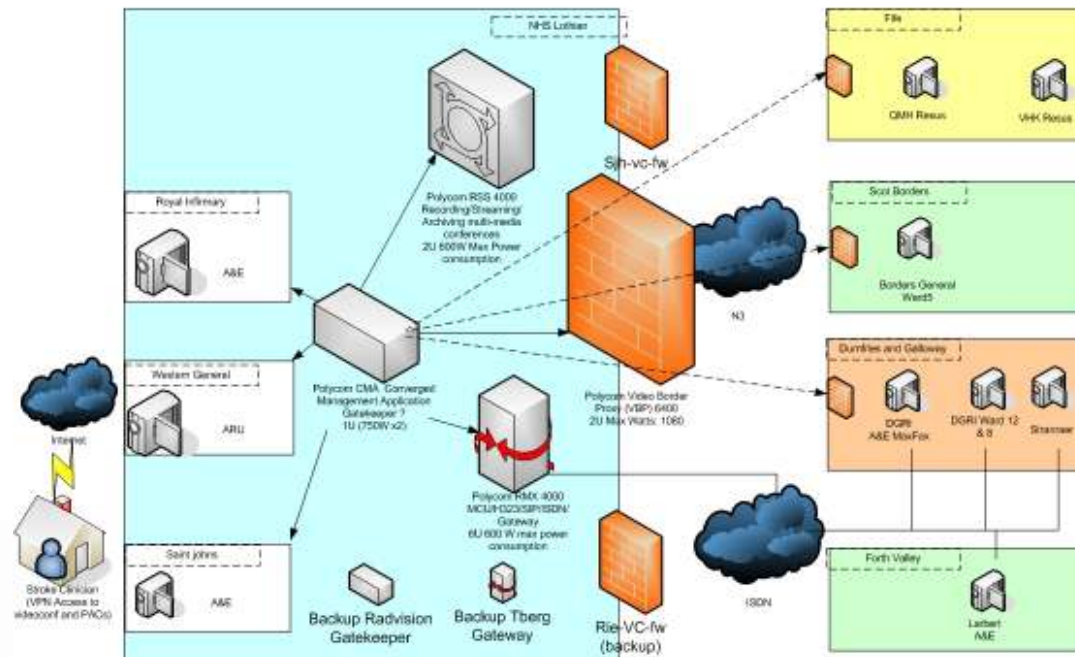 NHS Lothian
Fife
QMH Resus
VHK Resus
Sjh-vc-fw
Polycom RSS 4000
Recording/Streaming/
Archiving multi-media
conferences
2U 600W Max Power
consumption
Royal Infirmary
A&E
Scot Borders
Borders General
Ward5
N3
Polycom CMA Converged
Management Application
Gatekeeper ?
1U (750W x2)
Western General
ARU
Polycom Video Border
Proxy (VBP) 6400
2U Max Watts: 1080
Dumfries and Galloway
DGRI
A&E MaxFax
DGRI Ward 12
& 8
Stranraer
Internet
Polycom RMX 4000
MCU/H323/SIP/ISDN/
Gateway
6U 600 W max power
consumption
Stroke Clinician
(VPN Access to
videoconf and PACs)
Saint johns
A&E
Backup Radvision
Gatekeeper
Backup Tberg
Gateway
Rie-VC-fw
(backup)
ISDN
Forth Valley
Larbert
A&E